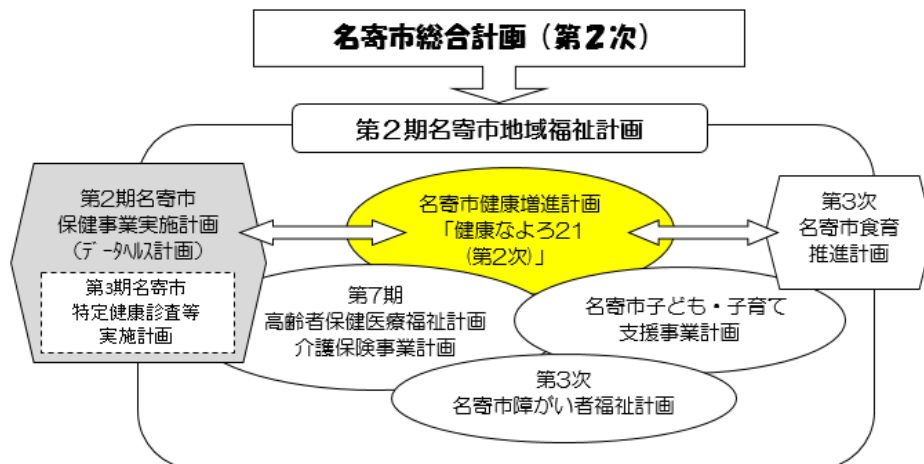 名寄市総合計画（第２次）
第２期名寄市地域福祉計画
第2期名寄市
保健事業実施計画
（ﾃﾞｰﾀﾍﾙｽ計画）
第3期名寄市
特定健康診査等
実施計画
名寄市健康増進計画
「健康なよろ21
(第2次)」
第3次
名寄市食育
推進計画
第7期
高齢者保健医療福祉計画
介護保険事業計画
名寄市子ども・子育て
支援事業計画
第3次
名寄市障がい者福祉計画